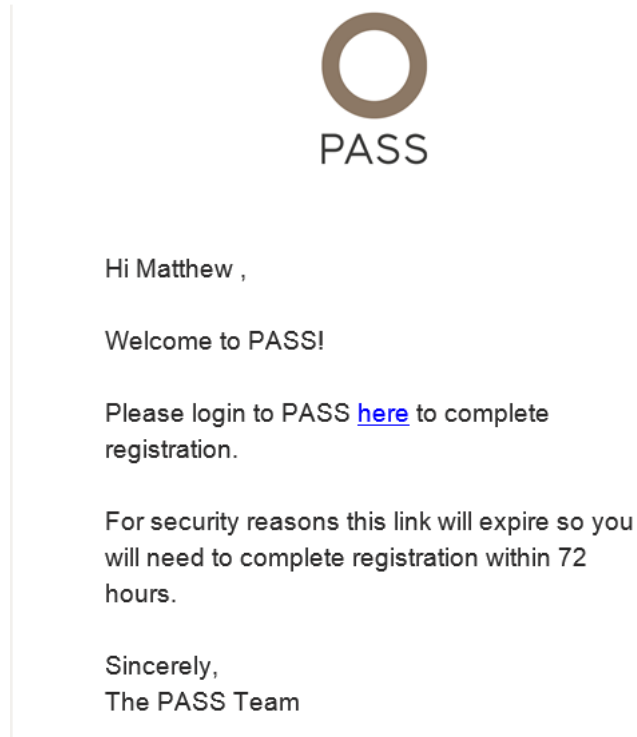 PASS
Hi Matthew ,
Welcome to PASS!
Please login to PASS here to complete
registration.
For security reasons this link will expire so you
will need to complete registration within 72
hours.
Sincerely,
The PASS Team